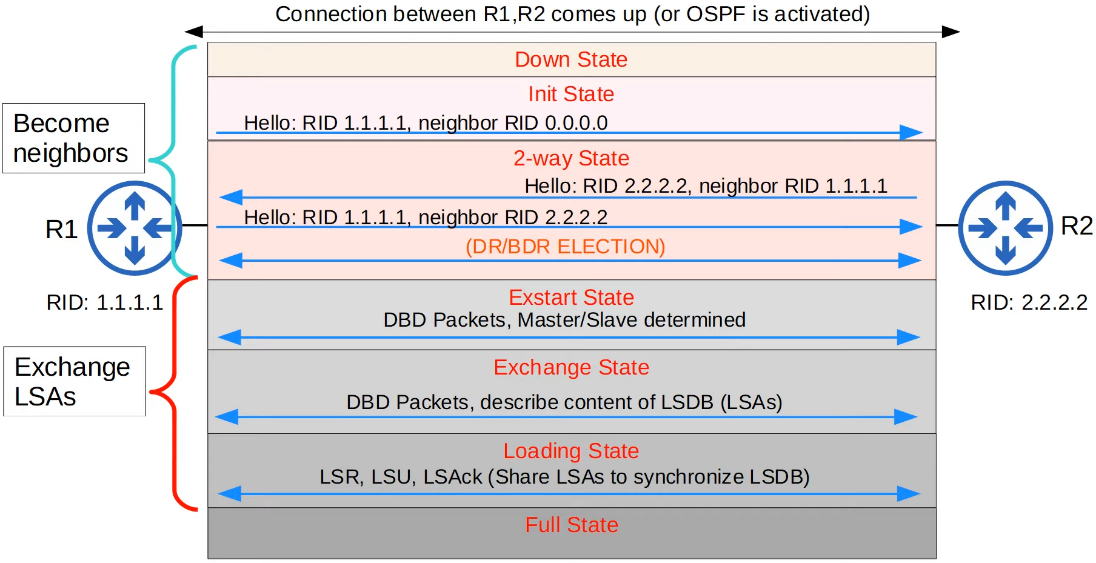 Connection between R1,R2 comes up (or OSPF is activated)
Down State
Init State
Hello: RID 1.1.1.1, neighbor RID 0.0.0.0
Become
neighbors
2-way State
Hello: RID 2.2.2.2, neighbor RID 1.1.1.1
Hello: RID 1.1.1.1, neighbor RID 2.2.2.2
(DR/BDR ELECTION)
R1
R2
RID: 1.1.1.1
RID: 2.2.2.2
Exstart State
DBD Packets, Master/Slave determined
Exchange
LSAs
Exchange State
DBD Packets, describe content of LSDB (LSAs)
Loading State
LSR, LSU, LSAck (Share LSAs to synchronize LSDB)
Full State